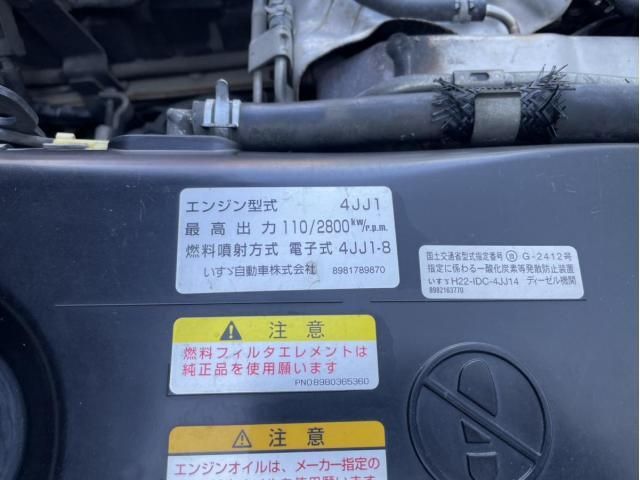 エンジン型式 4JJ1
最高出力 110/2800 kw/r.p.m.
燃料噴射方式 電子式 4JJ1-8
いすゞ自動車株式会社 8981789870
国土交通省型式指定番号 G-2412号
指定に係わる一酸化炭素等発散防止装置
いすゞ H22-IDC-4JJ14 ディーゼル機関
8982163770
注意
燃料フィルタエレメントは
純正品を使用願います
PNO.8980365360
注意
エンジンオイルは、メーカー指定の